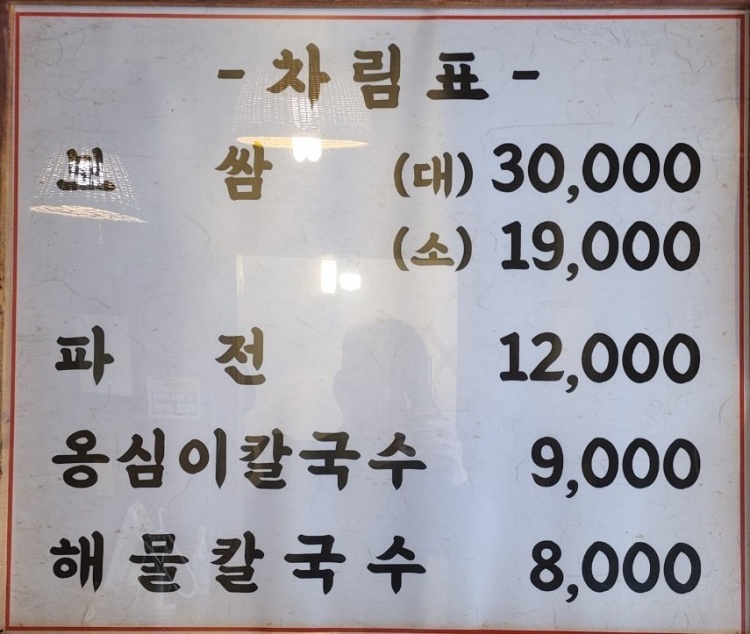 - 차림표 -
보쌈 (대) 30,000
(소) 19,000
파전 12,000
옹심이칼국수 9,000
해물칼국수 8,000